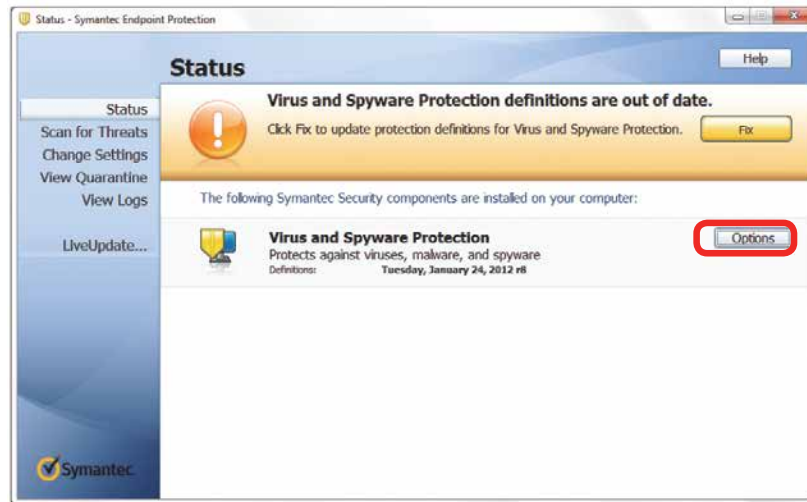 Status - Symantec Endpoint Protection
Help
Status
Status
Scan for Threats
Change Settings
View Quarantine
View Logs
LiveUpdate...
Virus and Spyware Protection definitions are out of date.
Click Fix to update protection definitions for Virus and Spyware Protection.
Fix
The following Symantec Security components are installed on your computer:
Virus and Spyware Protection
Protects against viruses, malware, and spyware
Definitions: Tuesday, January 24, 2012 r8
Options
Symantec.